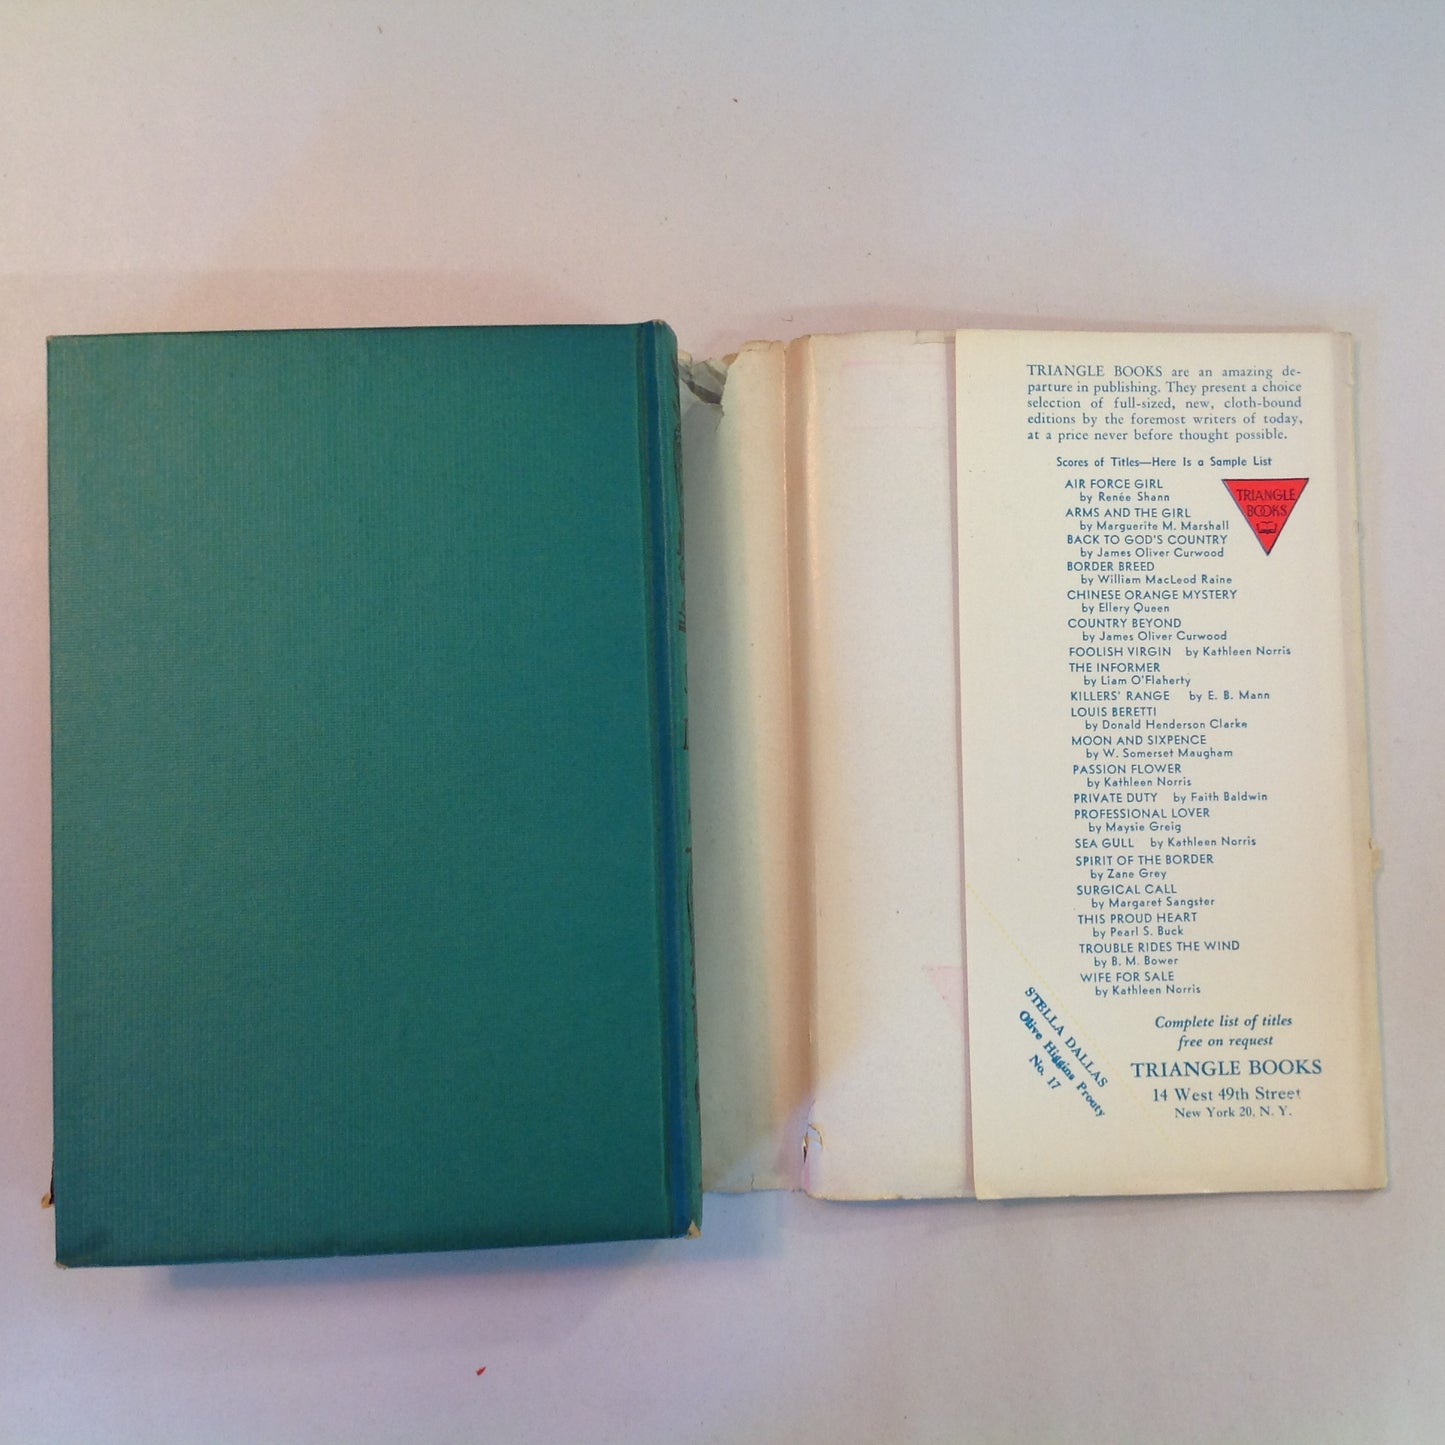 TRIANGLE BOOKS are an amazing de-
parture in publishing. They present a choice
selection of full-sized, new, cloth-bound
editions by the foremost writers of today,
at a price never before thought possible.
Scores of Titles—Here Is a Sample List
TRIANGLE
BOOKS
AIR FORCE GIRL
by Renée Shann
ARMS AND THE GIRL
by Marguerite M. Marshall
BACK TO GOD'S COUNTRY
by James Oliver Curwood
BORDER BREED
by William MacLeod Raine
CHINESE ORANGE MYSTERY
by Ellery Queen
COUNTRY BEYOND
by James Oliver Curwood
FOOLISH VIRGIN by Kathleen Norris
THE INFORMER
by Liam O'Flaherty
KILLERS' RANGE by E. B. Mann
LOUIS BERETTI
by Donald Henderson Clarke
MOON AND SIXPENCE
by W. Somerset Maugham
PASSION FLOWER
by Kathleen Norris
PRIVATE DUTY by Faith Baldwin
PROFESSIONAL LOVER
by Maysie Greig
SEA GULL by Kathleen Norris
SPIRIT OF THE BORDER
by Zane Grey
SURGICAL CALL
by Margaret Sangster
THIS PROUD HEART
by Pearl S. Buck
TROUBLE RIDES THE WIND
by B. M. Bower
WIFE FOR SALE
by Kathleen Norris
Complete list of titles
free on request
TRIANGLE BOOKS
14 West 49th Street
New York 20, N. Y.
STELLA DALLAS
Olive Higgins Prouty
No. 17